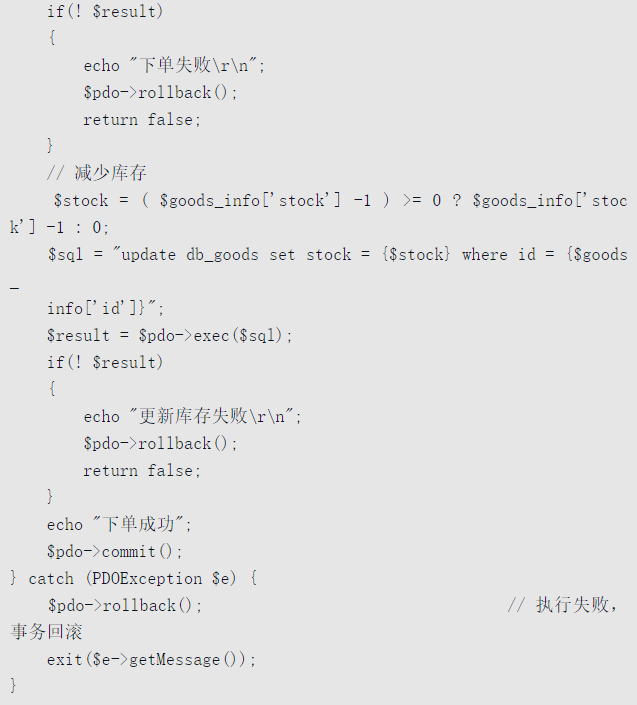 if(! $result)
{
echo "下单失败\r\n";
$pdo->rollback();
return false;
}
// 减少库存
$stock = ( $goods_info['stock'] -1 ) >= 0 ? $goods_info['stoc
k'] -1 : 0;
$sql = "update db_goods set stock = {$stock} where id = {$goods
_
info['id']}";
$result = $pdo->exec($sql);
if(! $result)
{
echo "更新库存失败\r\n";
$pdo->rollback();
return false;
}
echo "下单成功";
$pdo->commit();
} catch (PDOException $e) {
$pdo->rollback(); // 执行失败，
事务回滚
exit($e->getMessage());
}